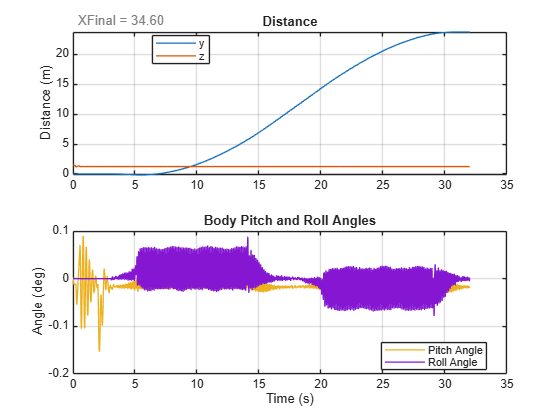 XFinal = 34.60
Distance
y
z
Distance (m)
20
15
10
5
0
0 5 10 15 20 25 30 35
Body Pitch and Roll Angles
Angle (deg)
0.1
0
-0.1
-0.2
Pitch Angle
Roll Angle
0 5 10 15 20 25 30 35
Time (s)